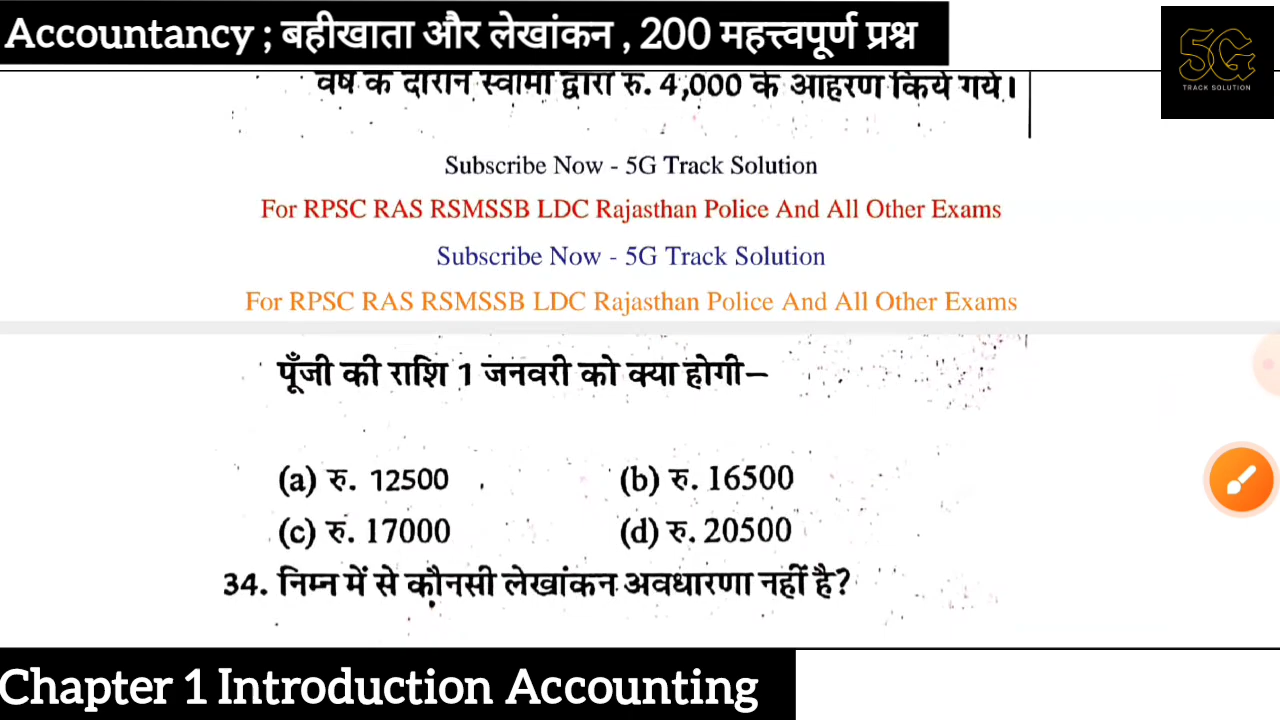 Accountancy ; बहीखाता और लेखांकन , 200 महत्त्वपूर्ण प्रश्न
5G
TRACK SOLUTION
वर्ष के दौरान स्वामी द्वारा रु. 4,000 के आहरण किये गये।
Subscribe Now - 5G Track Solution
For RPSC RAS RSMSSB LDC Rajasthan Police And All Other Exams
Subscribe Now - 5G Track Solution
For RPSC RAS RSMSSB LDC Rajasthan Police And All Other Exams
पूँजी की राशि 1 जनवरी को क्या होगी–
(a) रु. 12500 (b) रु. 16500
(c) रु. 17000 (d) रु. 20500
34. निम्न में से कौनसी लेखांकन अवधारणा नहीं है?
Chapter 1 Introduction Accounting